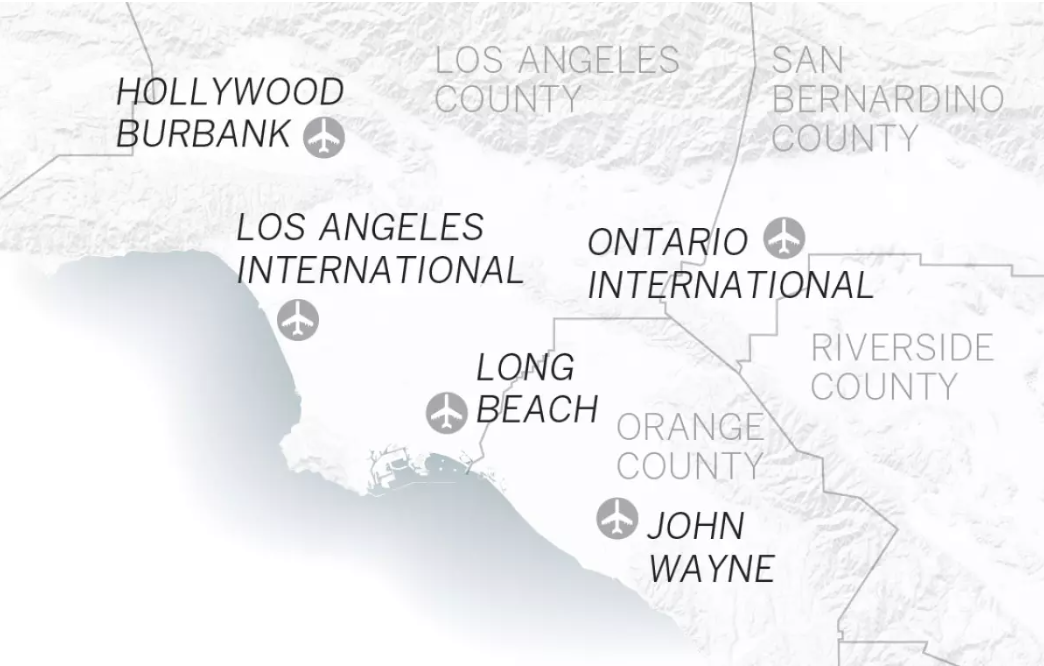 LOS ANGELES
COUNTY
SAN
BERNARDINO
COUNTY
HOLLYWOOD
BURBANK
LOS ANGELES
INTERNATIONAL
ONTARIO
INTERNATIONAL
RIVERSIDE
COUNTY
LONG
BEACH
ORANGE
COUNTY
JOHN
WAYNE